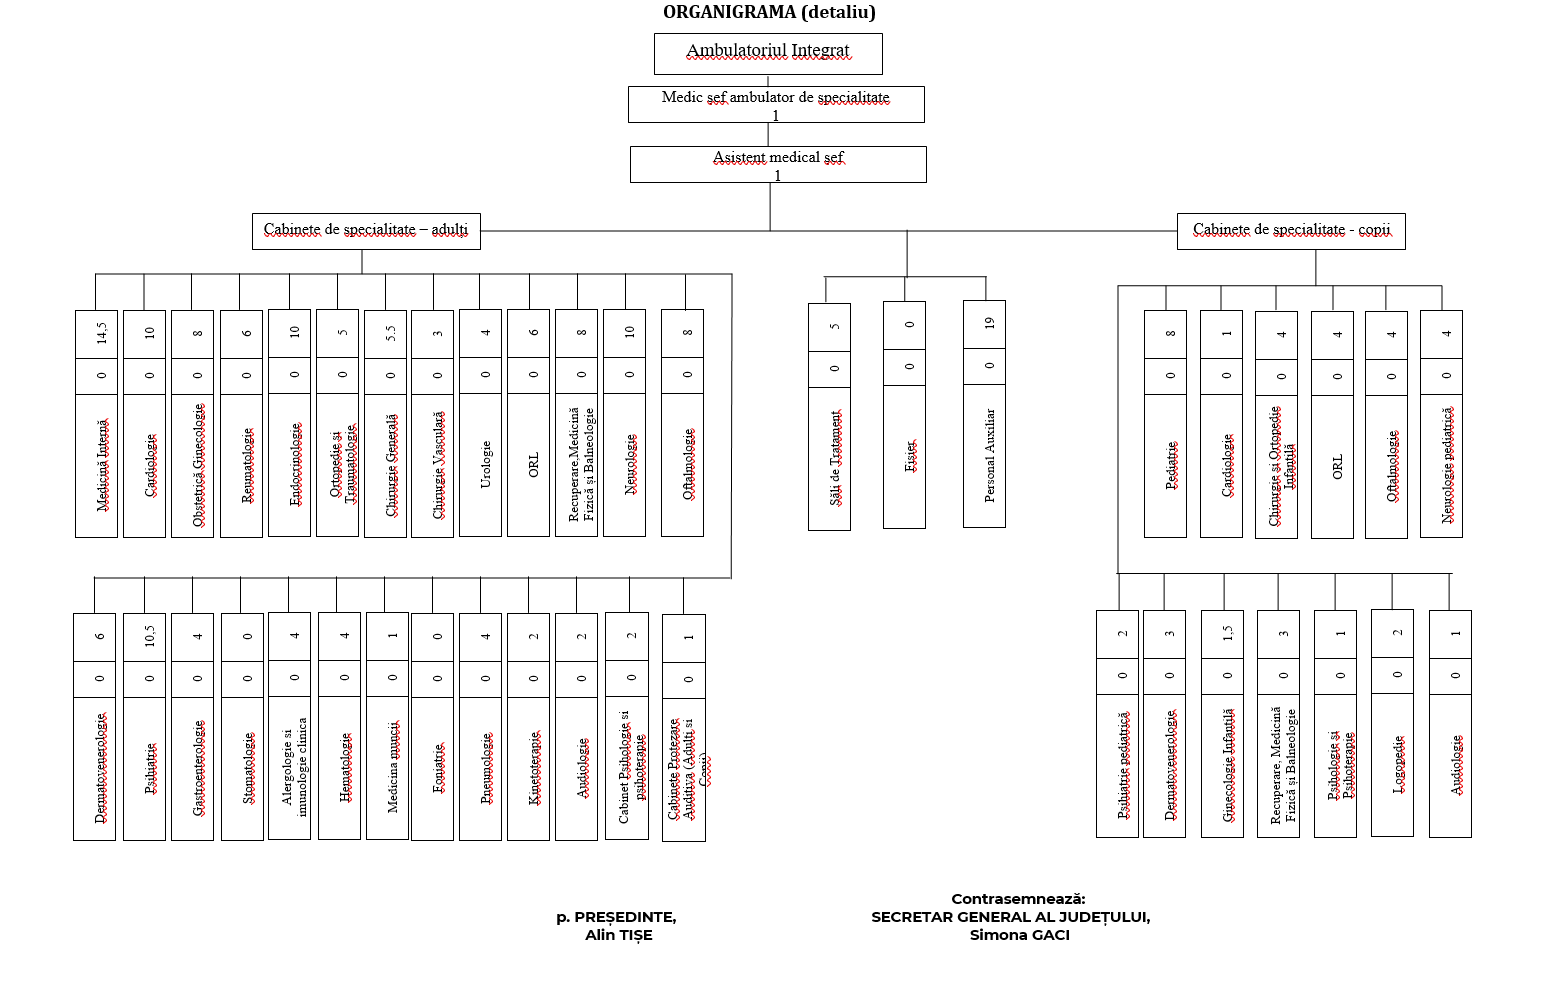 ORGANIGRAMA (detaliu)
Ambulatoriul Integrat
Medic șef ambulator de specialitate
1
Asistent medical șef
1
Cabinete de specialitate – adulți
Cabinete de specialitate - copii
14,5
0
Medicină Internă
10
0
Cardiologie
8
0
Obstetrică Ginecologie
6
0
Reumatologie
10
0
Endocrinologie
5
0
Ortopedie și
Traumatologie
5.5
0
Chirurgie Generală
3
0
Chirurgie Vasculară
4
0
Urologie
6
0
ORL
8
0
Recuperare,Medicină
Fizică și Balneologie
10
0
Neurologie
8
0
Oftalmologie
5
0
Săli de Tratament
0
0
Fișier
19
0
Personal Auxiliar
8
0
Pediatrie
1
0
Cardiologie
4
0
Chirurgie și Ortopedie
Infantilă
4
0
ORL
4
0
Oftalmologie
4
0
Neurologie pediatrică
6
0
Dermatovenerologie
10,5
0
Psihiatrie
4
0
Gastroenterologie
0
0
Stomatologie
4
0
Alergologie si
imunologie clinica
4
0
Hematologie
1
0
Medicina muncii
0
0
Foniatrie
4
0
Pneumologie
2
0
Kinetoterapie
2
0
Audiologie
2
0
Cabinet Psihologie si
psihoterapie
1
0
Cabinete Protezare
Auditiva (Adulti si
Copii)
2
0
Psihiatrie pediatrică
3
0
Dermatovenerologie
1,5
0
Ginecologie Infantilă
3
0
Recuperare, Medicină
Fizică și Balneologie
1
0
Psihologie și
Psihoterapie
2
0
Logopedie
1
0
Audiologie
p. PREȘEDINTE,
Alin TIȘE
Contrasemnează:
SECRETAR GENERAL AL JUDEȚULUI,
Simona GACI